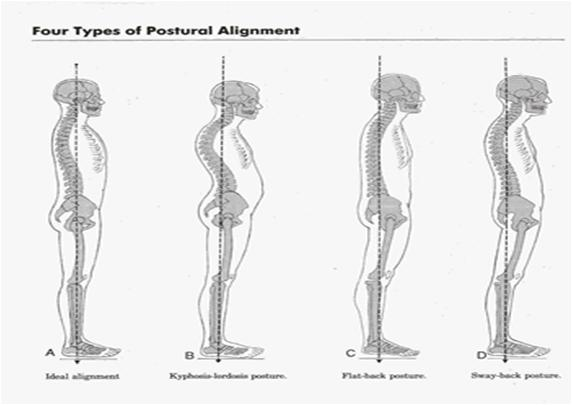 Four Types of Postural Alignment
A
B
C
D
Ideal alignment
Kyphosis-lordosis posture.
Flat-back posture.
Sway-back posture.